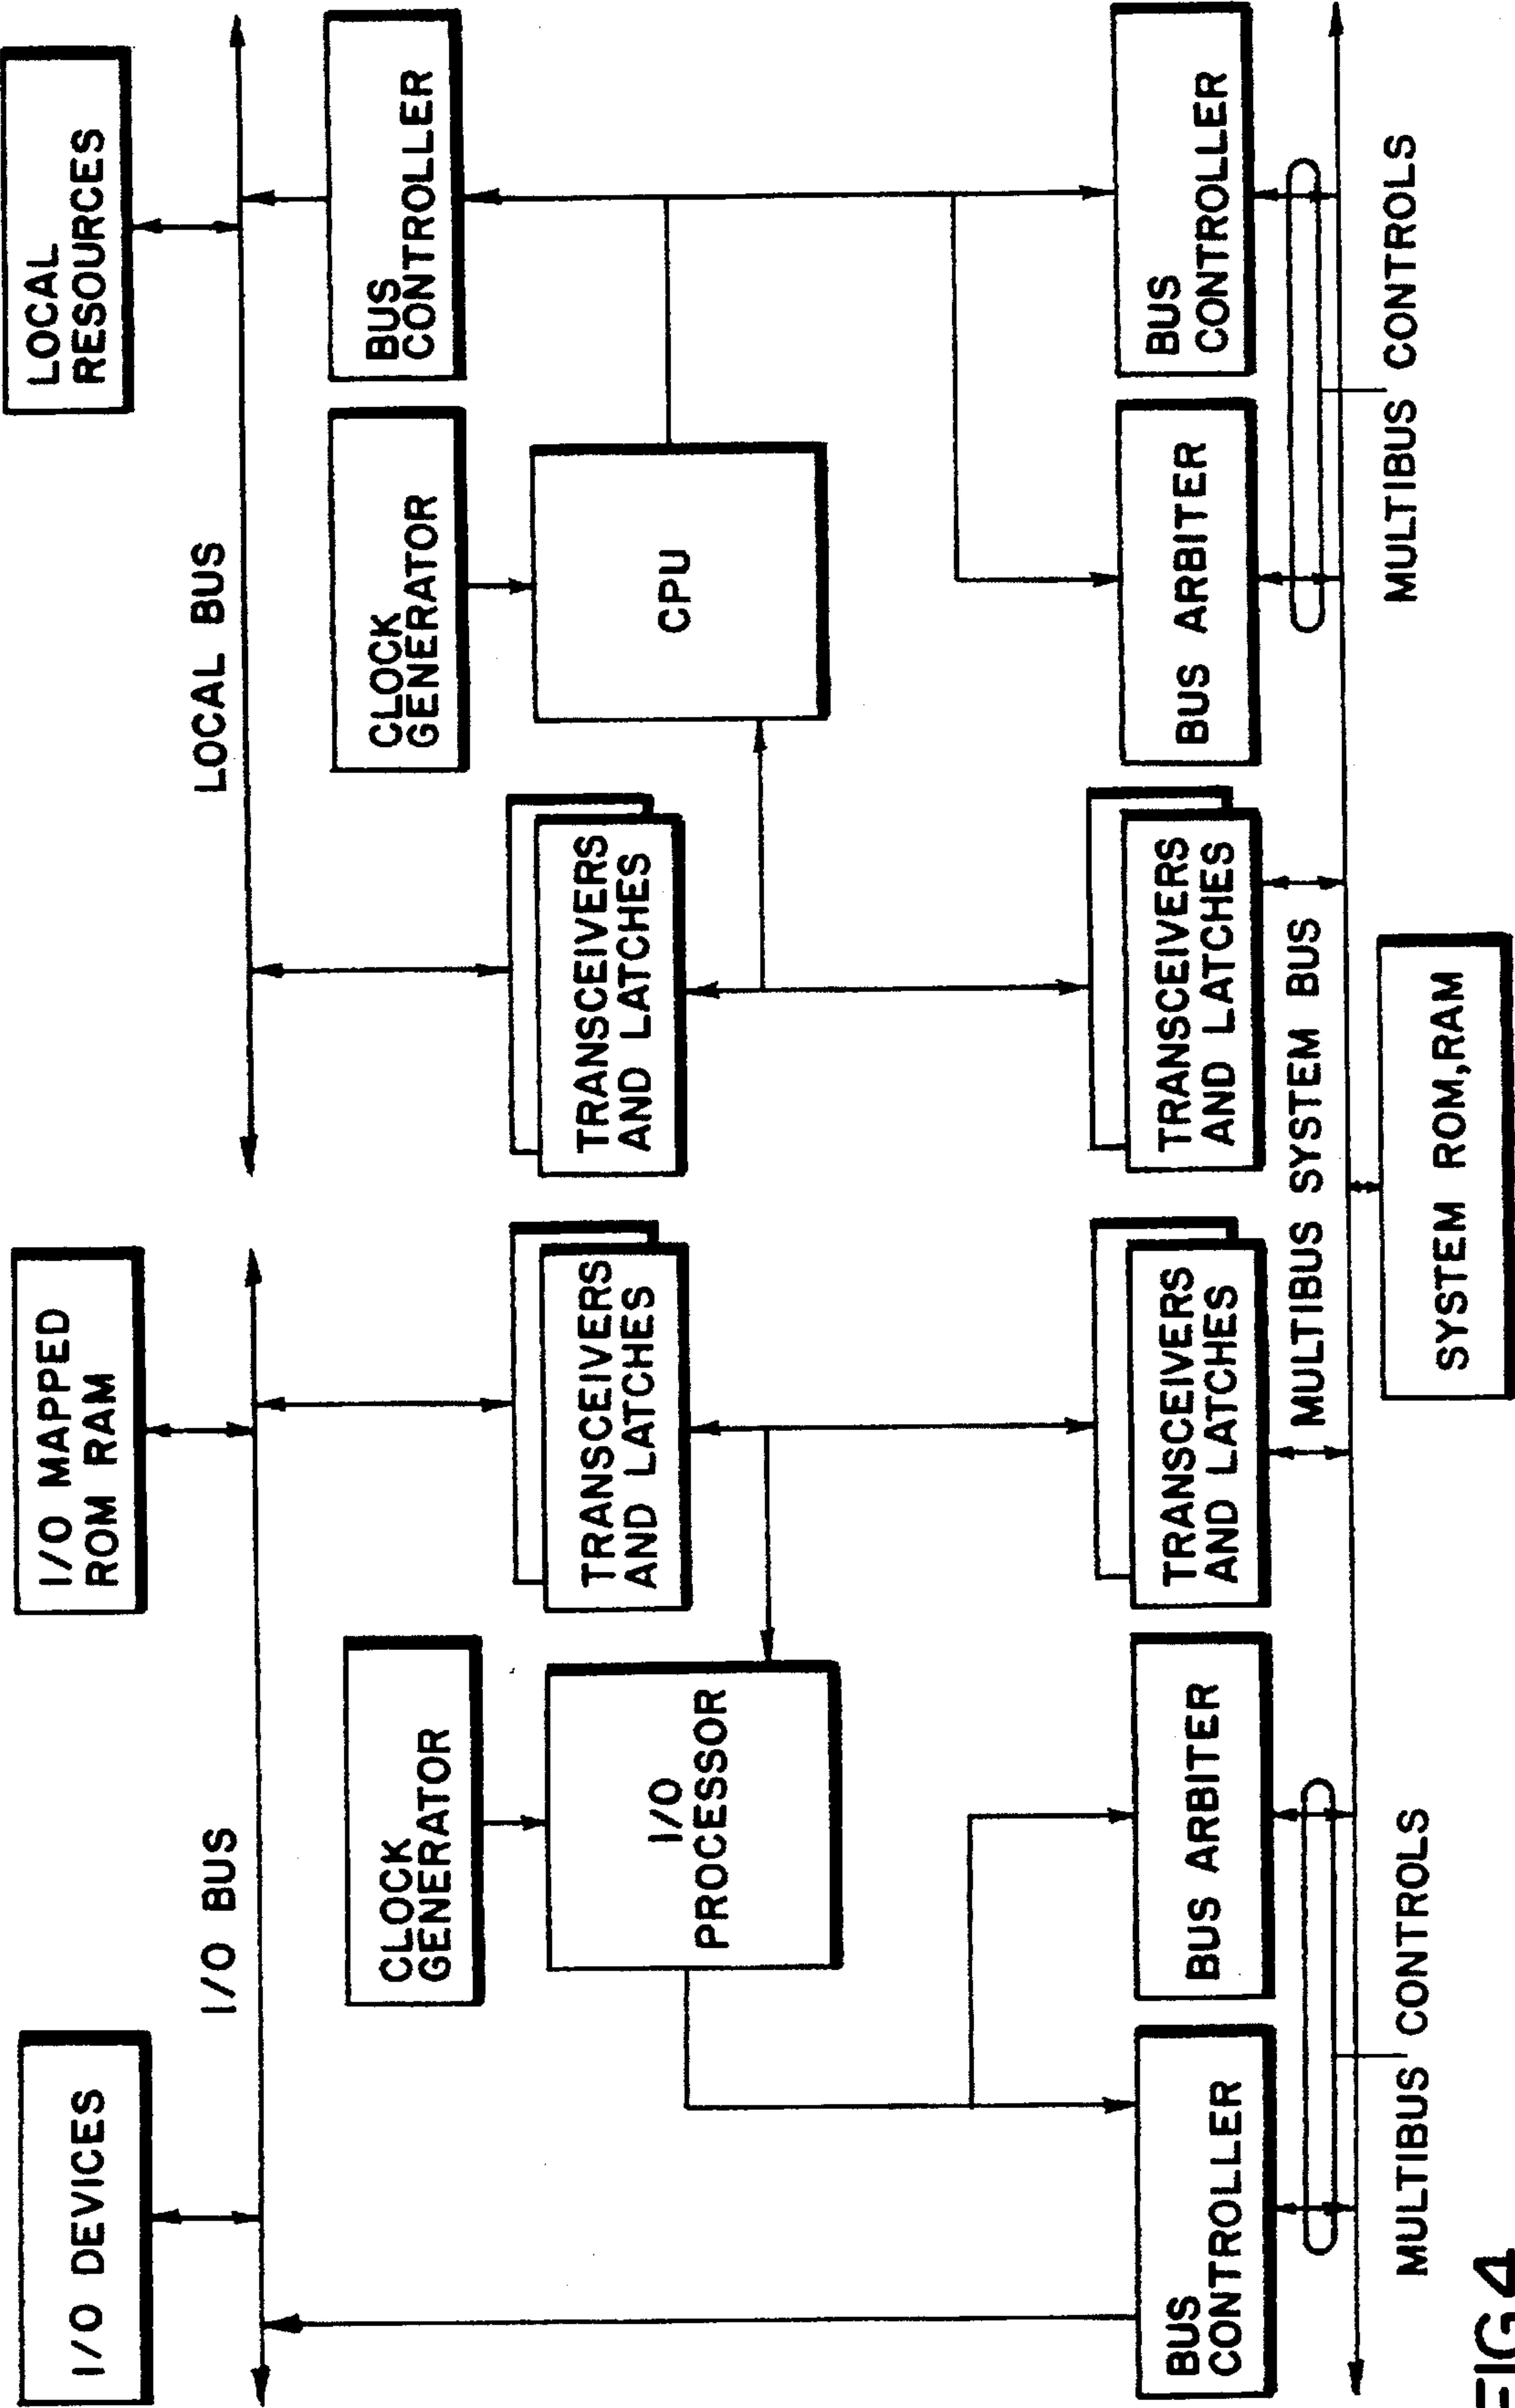 I/O DEVICES
I/O MAPPED
ROM RAM
LOCAL
RESOURCES
I/O BUS
LOCAL BUS
CLOCK
GENERATOR
CLOCK
GENERATOR
BUS
CONTROLLER
I/O
PROCESSOR
TRANSCEIVERS
AND LATCHES
TRANSCEIVERS
AND LATCHES
CPU
BUS
CONTROLLER
BUS ARBITER
TRANSCEIVERS
AND LATCHES
TRANSCEIVERS
AND LATCHES
BUS ARBITER
BUS
CONTROLLER
MULTIBUS SYSTEM BUS
MULTIBUS CONTROLS
MULTIBUS CONTROLS
SYSTEM ROM,RAM
FIG.4